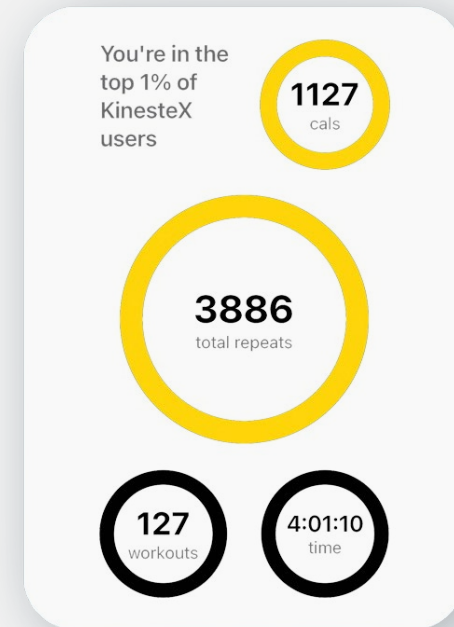 You're in the
top 1% of
KinesteX
users
1127
cals
3886
total repeats
127
workouts
4:01:10
time